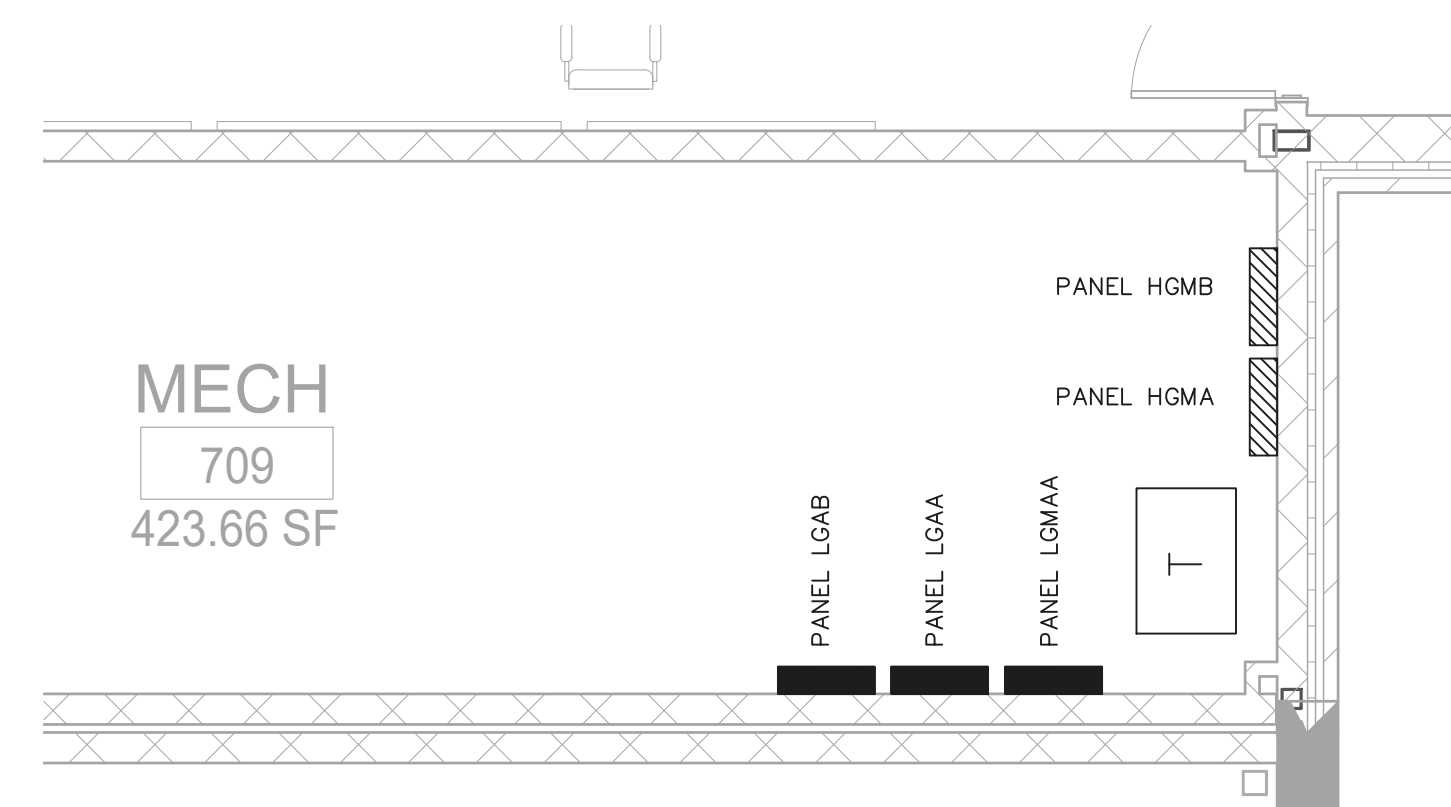 PANEL HGMB
MECH
PANEL HGMA
709
423.66 SF
PANEL LGAB
PANEL LGAA
PANEL LGMAA
T